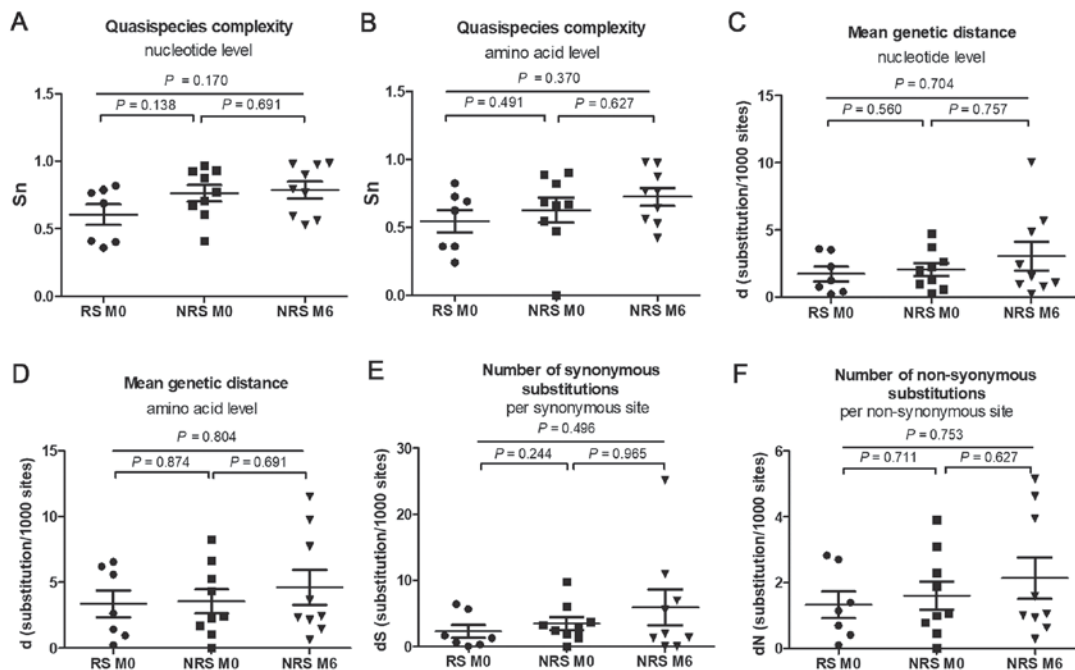 A
Quasispecies complexity
nucleotide level
P = 0.170
P = 0.138
P = 0.691
1.5
1.0
0.5
0.0
Sn
RS M0
NRS M0
NRS M6
B
Quasispecies complexity
amino acid level
P = 0.370
P = 0.491
P = 0.627
1.5
1.0
0.5
0.0
Sn
RS M0
NRS M0
NRS M6
C
Mean genetic distance
nucleotide level
P = 0.704
P = 0.560
P = 0.757
15
10
5
0
d (substitution/1000 sites)
RS M0
NRS M0
NRS M6
D
Mean genetic distance
amino acid level
P = 0.804
P = 0.874
P = 0.691
15
10
5
0
d (substitution/1000 sites)
RS M0
NRS M0
NRS M6
E
Number of synonymous
substitutions
per synonymous site
P = 0.496
P = 0.244
P = 0.965
30
20
10
0
dS (substitution/1000 sites)
RS M0
NRS M0
NRS M6
F
Number of non-syonymous
substitutions
per non-synonymous site
P = 0.753
P = 0.711
P = 0.627
6
4
2
0
dN (substitution/1000 sites)
RS M0
NRS M0
NRS M6